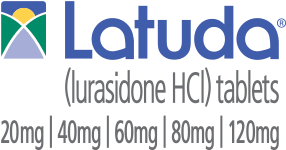 Latuda®
(lurasidone HCl) tablets
20mg | 40mg | 60mg | 80mg | 120mg